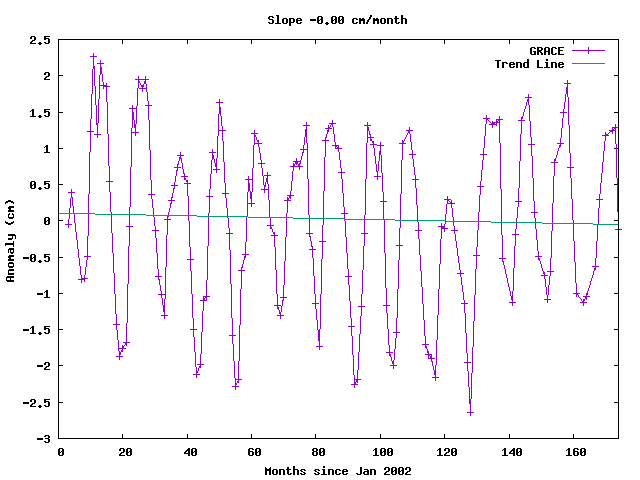 Slope -0.00 cm/month
GRACE
Trend Line
2.5
2
1.5
1
0.5
0
-0.5
-1
-1.5
-2
-2.5
-3
Anomaly (cm)
0 20 40 60 80 100 120 140 160
Months since Jan 2002